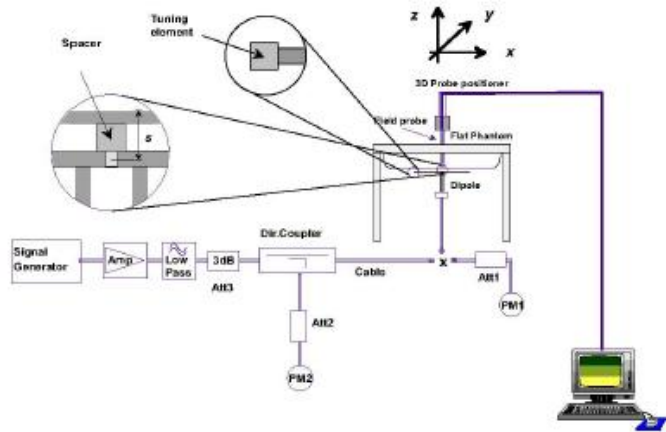 Tuning
element
Spacer
z
y
x
s
3D Probe positioner
Field probe
Flat Phantom
Dipole
Dir.Coupler
Signal
Generator
Amp
Low
Pass
3dB
Att3
Cable
x
Att1
PM1
Att2
PM2